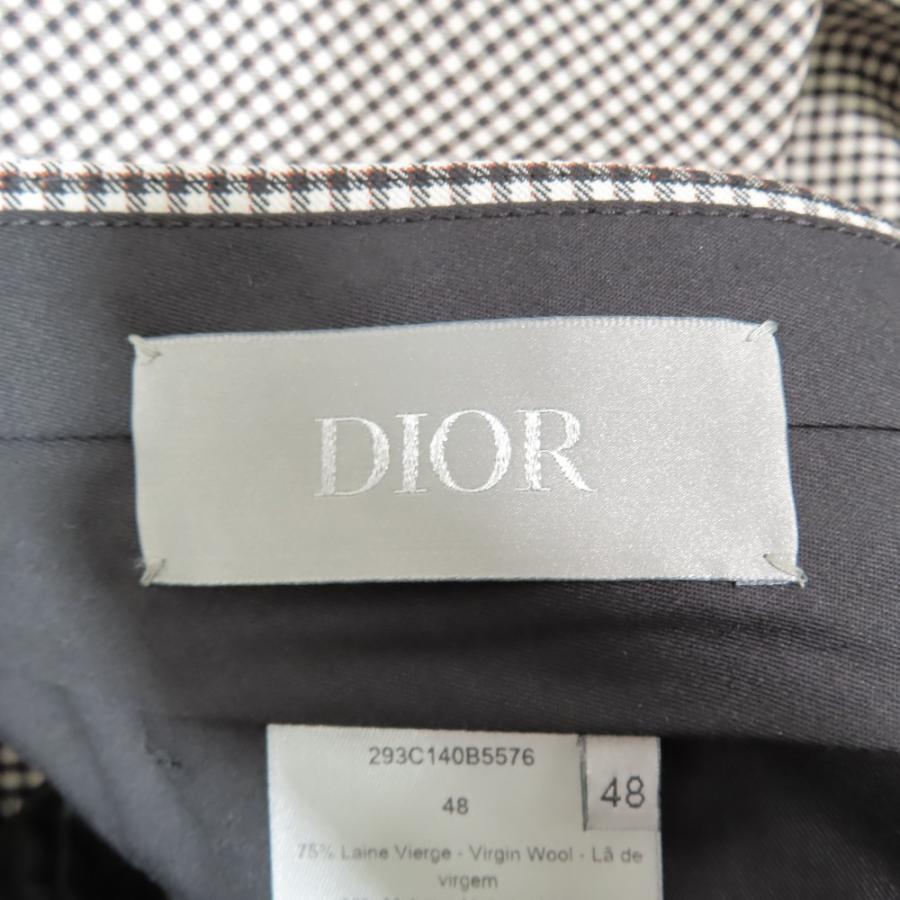 DIOR
293C140B5576
48
48
75% Laine Vierge - Virgin Wool - Lã de
virgem